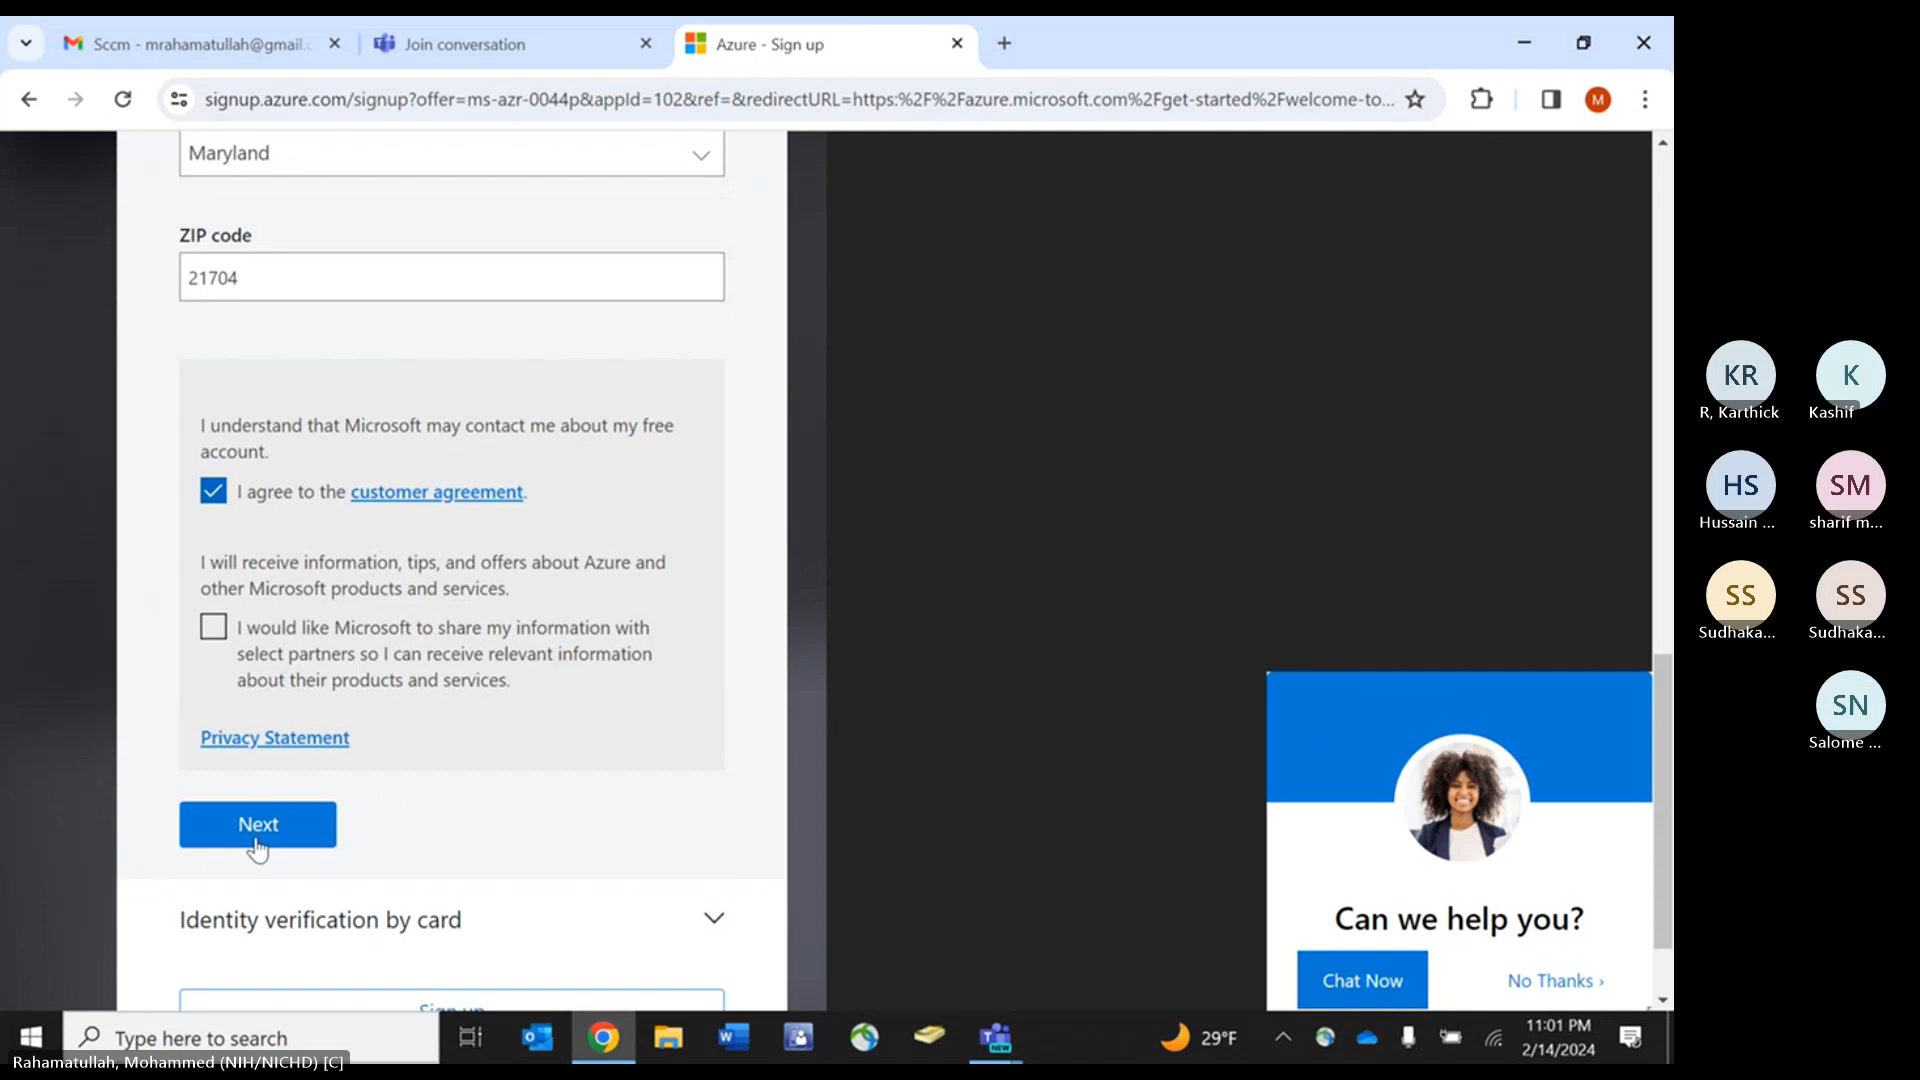 Sccm - mrahamatullah@gmail.c
Join conversation
Azure - Sign up
signup.azure.com/signup?offer=ms-azr-0044p&appId=102&ref=&redirectURL=https:%2F%2Fazure.microsoft.com%2Fget-started%2Fwelcome-to...
M
Maryland
ZIP code
21704
I understand that Microsoft may contact me about my free
account.
I agree to the customer agreement.
I will receive information, tips, and offers about Azure and
other Microsoft products and services.
I would like Microsoft to share my information with
select partners so I can receive relevant information
about their products and services.
Privacy Statement
Next
Identity verification by card
Sign up
Can we help you?
Chat Now
No Thanks ›
KR
R, Karthick
K
Kashif
HS
Hussain ...
SM
sharif m...
SS
Sudhaka...
SS
Sudhaka...
SN
Salome ...
Type here to search
NEW
29°F
11:01 PM
2/14/2024
Rahamatullah, Mohammed (NIH/NICHD) [C]